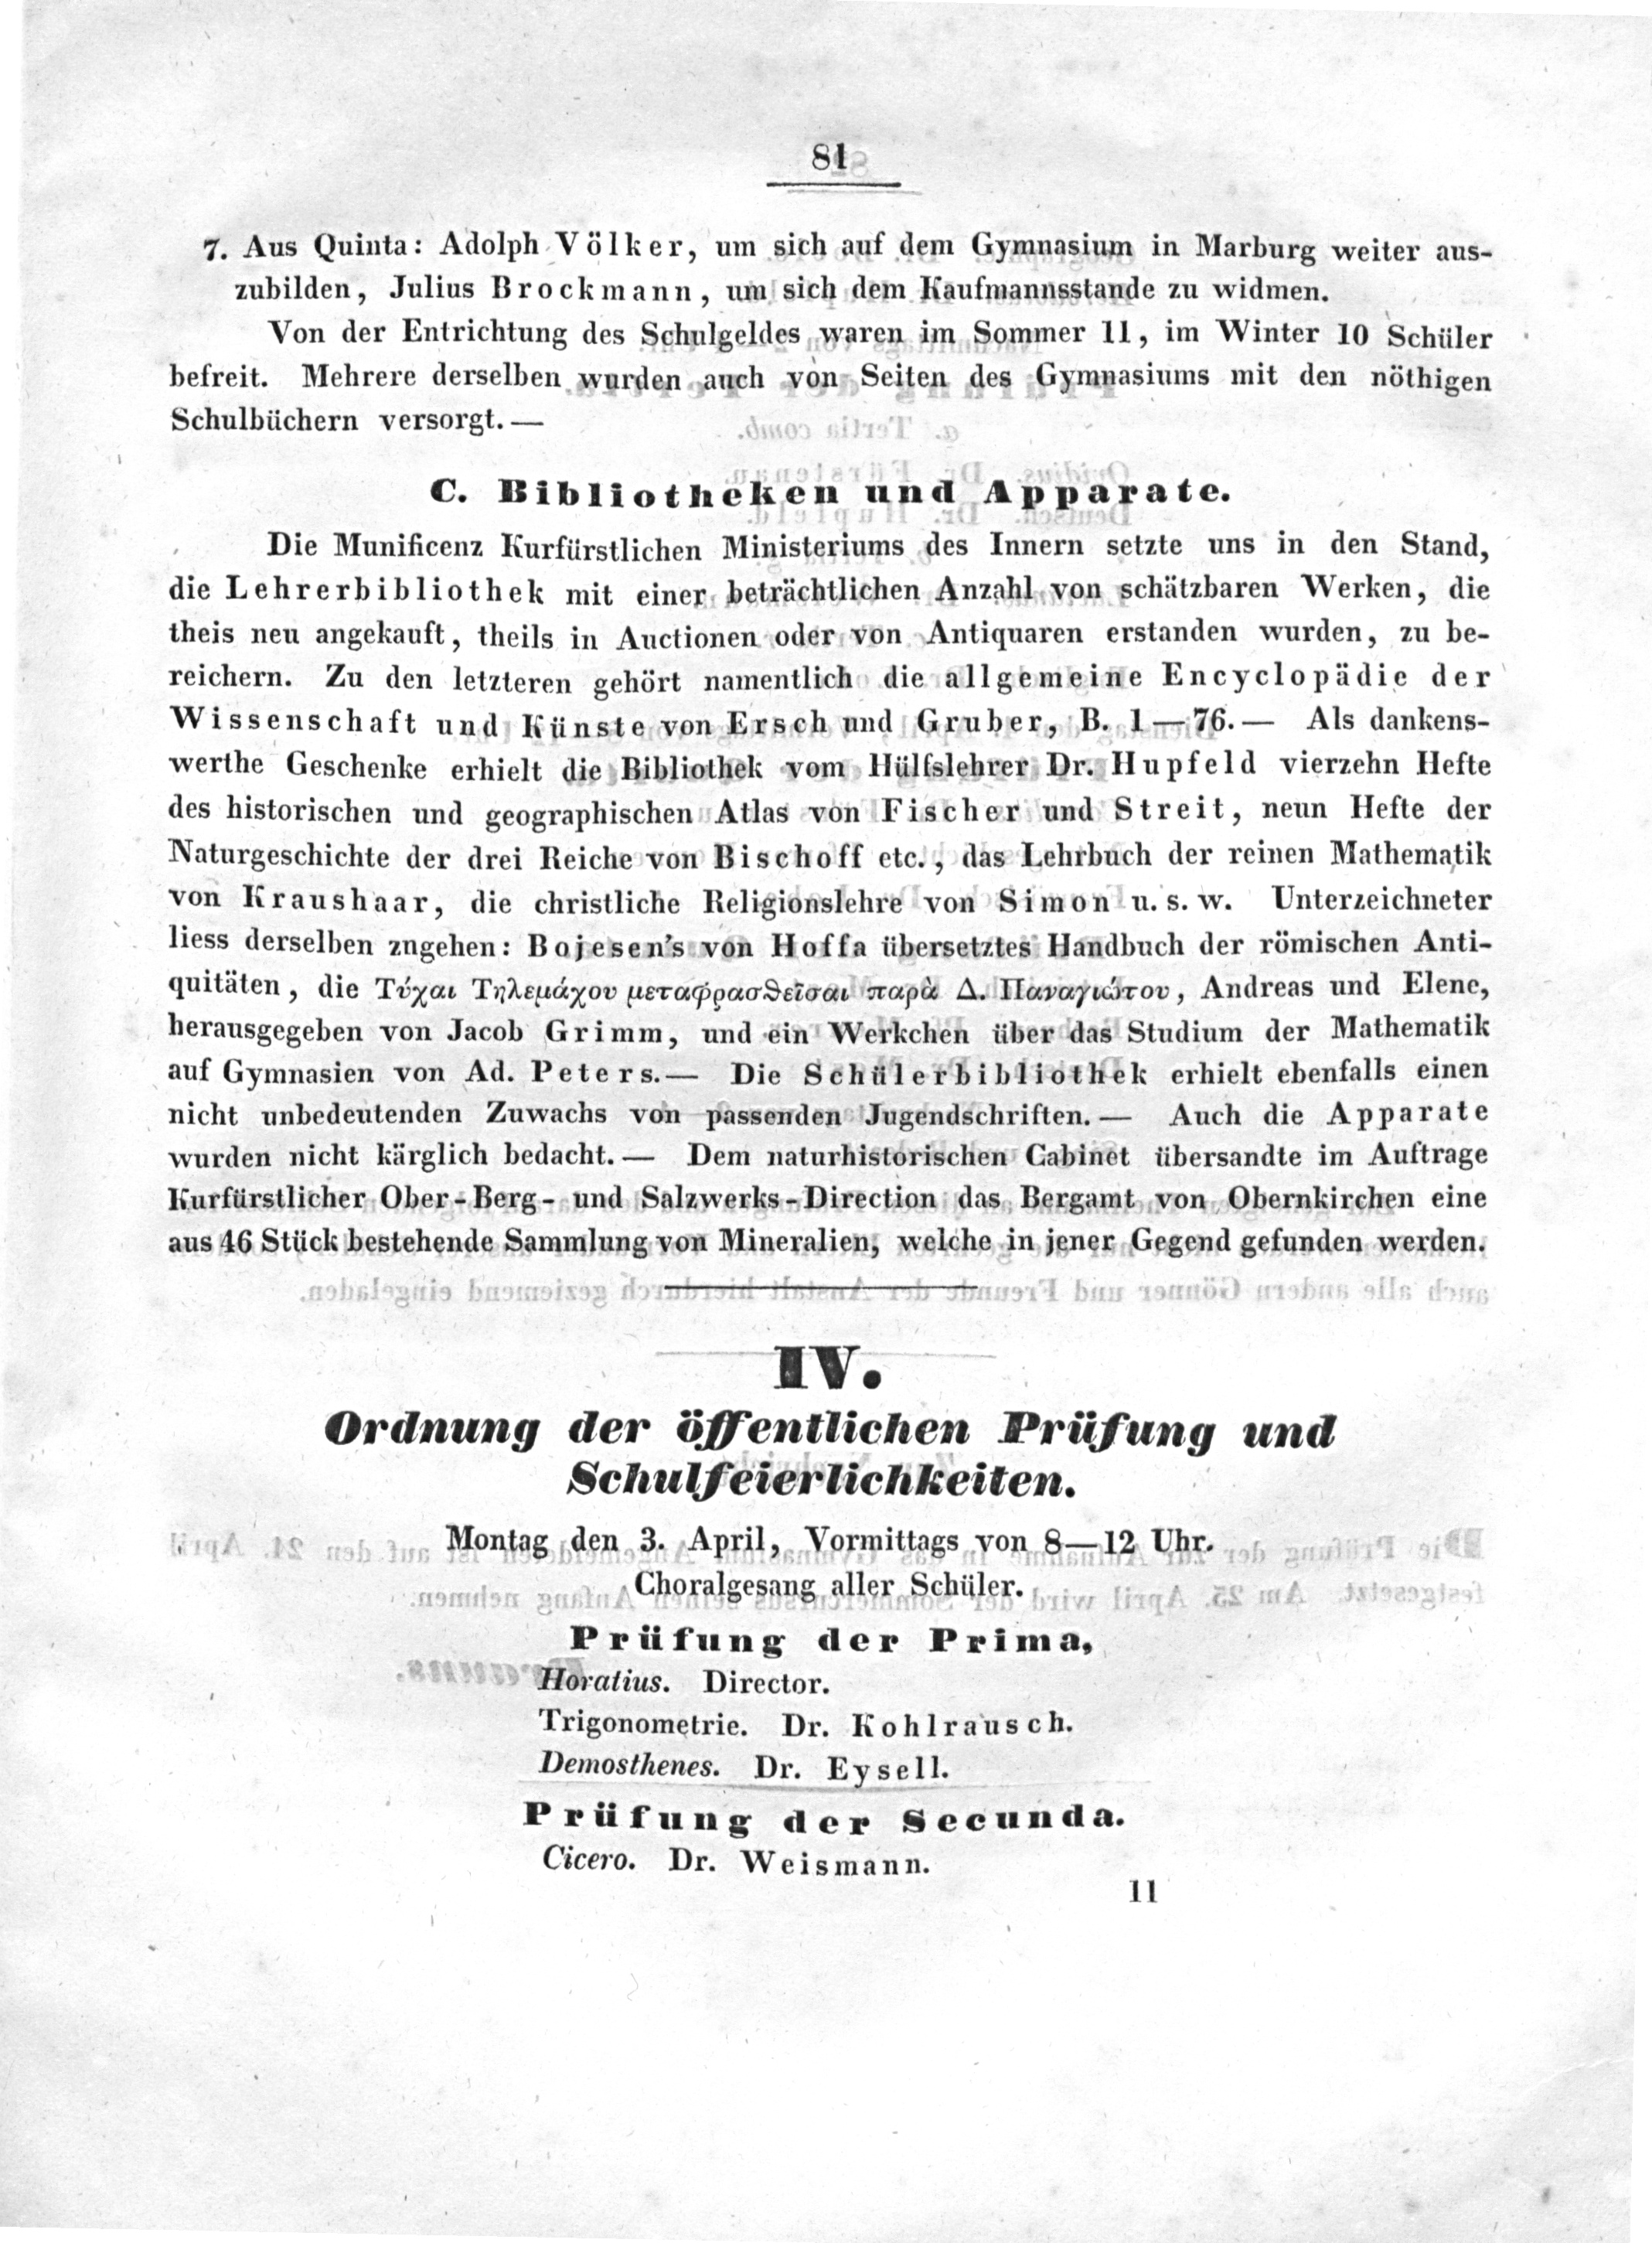 81
7. Aus Quinta: Adolph Völker, um sich auf dem Gymnasium in Marburg weiter aus-
zubilden, Julius Brockmann, um sich dem Kaufmannsstande zu widmen.
Von der Entrichtung des Schulgeldes waren im Sommer 11, im Winter 10 Schüler
befreit. Mehrere derselben wurden auch von Seiten des Gymnasiums mit den nöthigen
Schulbüchern versorgt. —
C. Bibliotheken und Apparate.
Die Munificenz Kurfürstlichen Ministeriums des Innern setzte uns in den Stand,
die Lehrerbibliothek mit einer beträchtlichen Anzahl von schätzbaren Werken, die
theis neu angekauft, theils in Auctionen oder von Antiquaren erstanden wurden, zu be-
reichern. Zu den letzteren gehört namentlich die allgemeine Encyclopädie der
Wissenschaft und Künste von Ersch und Gruber, B. 1—76. — Als dankens-
werthe Geschenke erhielt die Bibliothek vom Hülfslehrer Dr. Hupfeld vierzehn Hefte
des historischen und geographischen Atlas von Fischer und Streit, neun Hefte der
Naturgeschichte der drei Reiche von Bischoff etc., das Lehrbuch der reinen Mathematik
von Kraushaar, die christliche Religionslehre von Simon u. s. w. Unterzeichneter
liess derselben zngehen: Bojesen's von Hoffa übersetztes Handbuch der römischen Anti-
quitäten, die Τύχαι Τηλεμάχου μεταφρασθεῖσαι παρὰ Δ. Παναγιώτου, Andreas und Elene,
herausgegeben von Jacob Grimm, und ein Werkchen über das Studium der Mathematik
auf Gymnasien von Ad. Peters. — Die Schülerbibliothek erhielt ebenfalls einen
nicht unbedeutenden Zuwachs von passenden Jugendschriften. — Auch die Apparate
wurden nicht kärglich bedacht. — Dem naturhistorischen Cabinet übersandte im Auftrage
Kurfürstlicher Ober-Berg- und Salzwerks-Direction das Bergamt von Obernkirchen eine
aus 46 Stück bestehende Sammlung von Mineralien, welche in jener Gegend gefunden werden.
IV.
Ordnung der öffentlichen Prüfung und
Schulfeierlichkeiten.
Montag den 3. April, Vormittags von 8—12 Uhr.
Choralgesang aller Schüler.
Prüfung der Prima,
Horatius. Director.
Trigonometrie. Dr. Kohlrausch.
Demosthenes. Dr. Eysell.
Prüfung der Secunda.
Cicero. Dr. Weismann.
11